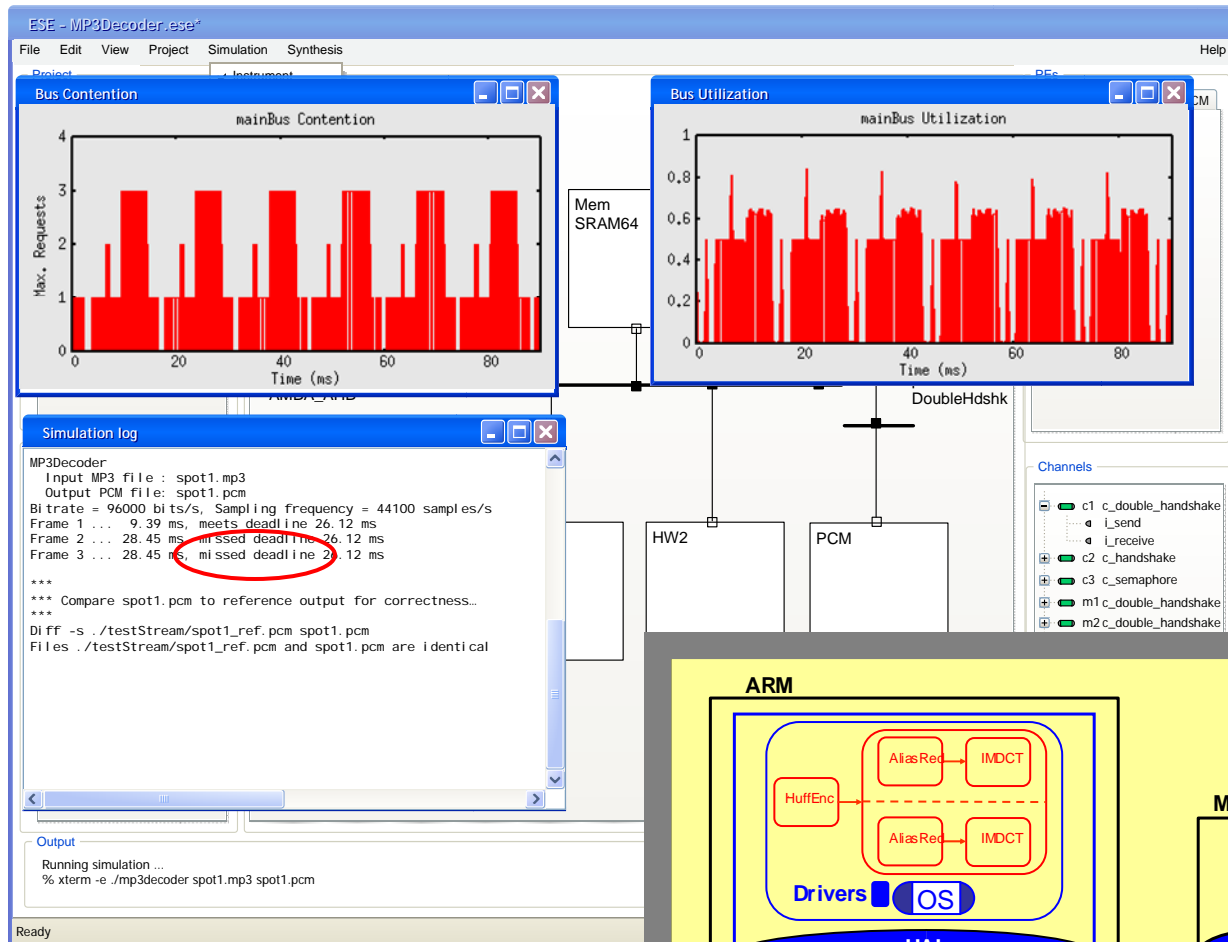 ESE - MP3Decoder.ese*
File Edit View Project Simulation Synthesis Help
Project
Instrument
PEs
Bus Contention
mainBus Contention
4
3
2
1
0
Max. Requests
0 20 40 60 80
Time (ms)
Bus Utilization
mainBus Utilization
1
0.8
0.6
0.4
0.2
0
0 20 40 60 80
Time (ms)
CM
Mem
SRAM64
AMBA_AHB
DoubleHdshk
HW2
PCM
Channels
c1 c_double_handshake
i_send
i_receive
c2 c_handshake
c3 c_semaphore
m1 c_double_handshake
m2 c_double_handshake
Simulation log
MP3Decoder
Input MP3 file : spot1.mp3
Output PCM file: spot1.pcm
Bitrate = 96000 bits/s, Sampling frequency = 44100 samples/s
Frame 1 ... 9.39 ms, meets deadline 26.12 ms
Frame 2 ... 28.45 ms, missed deadline 26.12 ms
Frame 3 ... 28.45 ms, missed deadline 26.12 ms
***
*** Compare spot1.pcm to reference output for correctness…
***
Diff -s ./testStream/spot1_ref.pcm spot1.pcm
Files ./testStream/spot1_ref.pcm and spot1.pcm are identical
Output
Running simulation ...
% xterm -e ./mp3decoder spot1.mp3 spot1.pcm
Ready
ARM
AliasRed
IMDCT
HuffEnc
AliasRed
IMDCT
Drivers
OS
HAL
M